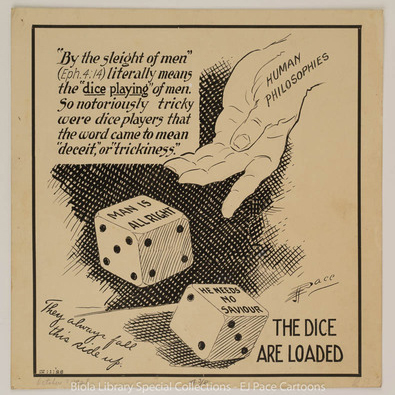 "By the sleight of men"
(Eph. 4:14) literally means
the "dice playing" of men.
So notoriously tricky
were dice players that
the word came to mean
"deceit," or "trickiness."
HUMAN
PHILOSOPHIES
MAN IS
ALL RIGHT
HE NEEDS
NO
SAVIOUR
Pace
They always fall
this side up.
THE DICE
ARE LOADED
Biola Library Special Collections - EJ Pace Cartoons